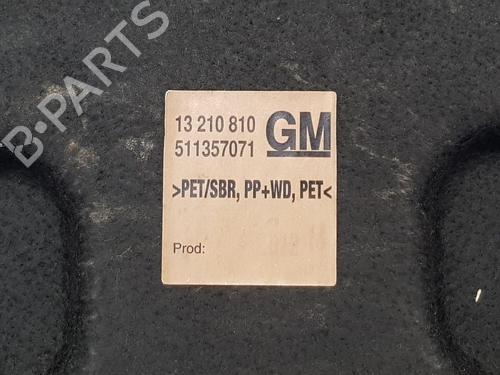 B-PARTS
13 210 810
GM
511357071
>PET/SBR, PP+WD, PET<
Prod: